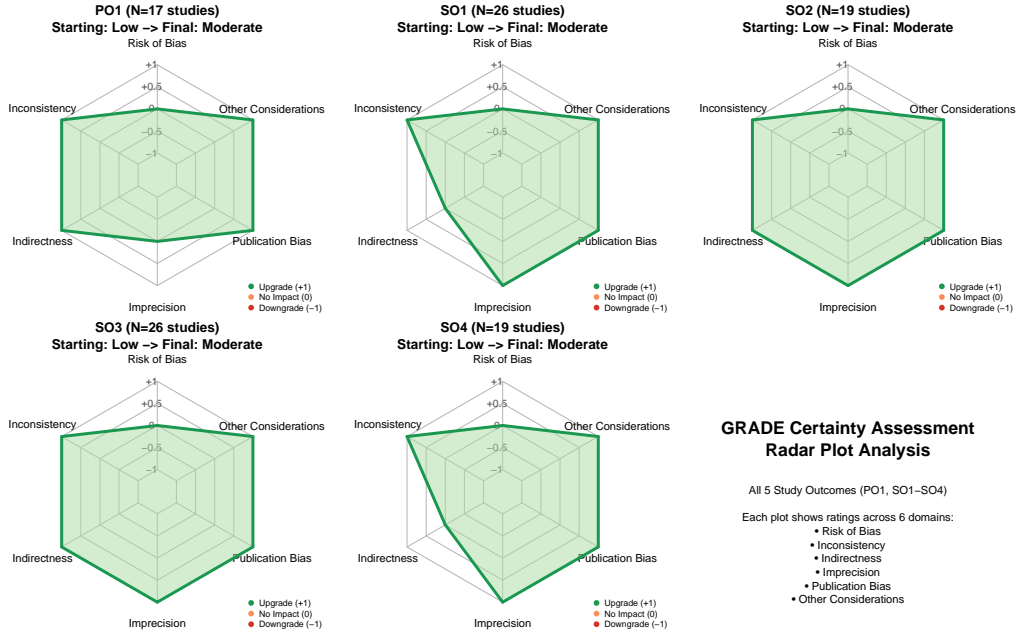 PO1 (N=17 studies)
Starting: Low −> Final: Moderate
Risk of Bias
+1
+0.5
0
−0.5
−1
Inconsistency
Other Considerations
Indirectness
Publication Bias
Imprecision
Upgrade (+1)
No Impact (0)
Downgrade (−1)
SO1 (N=26 studies)
Starting: Low −> Final: Moderate
Risk of Bias
+1
+0.5
0
−0.5
−1
Inconsistency
Other Considerations
Indirectness
Publication Bias
Imprecision
Upgrade (+1)
No Impact (0)
Downgrade (−1)
SO2 (N=19 studies)
Starting: Low −> Final: Moderate
Risk of Bias
+1
+0.5
0
−0.5
−1
Inconsistency
Other Considerations
Indirectness
Publication Bias
Imprecision
Upgrade (+1)
No Impact (0)
Downgrade (−1)
SO3 (N=26 studies)
Starting: Low −> Final: Moderate
Risk of Bias
+1
+0.5
0
−0.5
−1
Inconsistency
Other Considerations
Indirectness
Publication Bias
Imprecision
Upgrade (+1)
No Impact (0)
Downgrade (−1)
SO4 (N=19 studies)
Starting: Low −> Final: Moderate
Risk of Bias
+1
+0.5
0
−0.5
−1
Inconsistency
Other Considerations
Indirectness
Publication Bias
Imprecision
Upgrade (+1)
No Impact (0)
Downgrade (−1)
GRADE Certainty Assessment
Radar Plot Analysis
All 5 Study Outcomes (PO1, SO1−SO4)
Each plot shows ratings across 6 domains:
• Risk of Bias
• Inconsistency
• Indirectness
• Imprecision
• Publication Bias
• Other Considerations